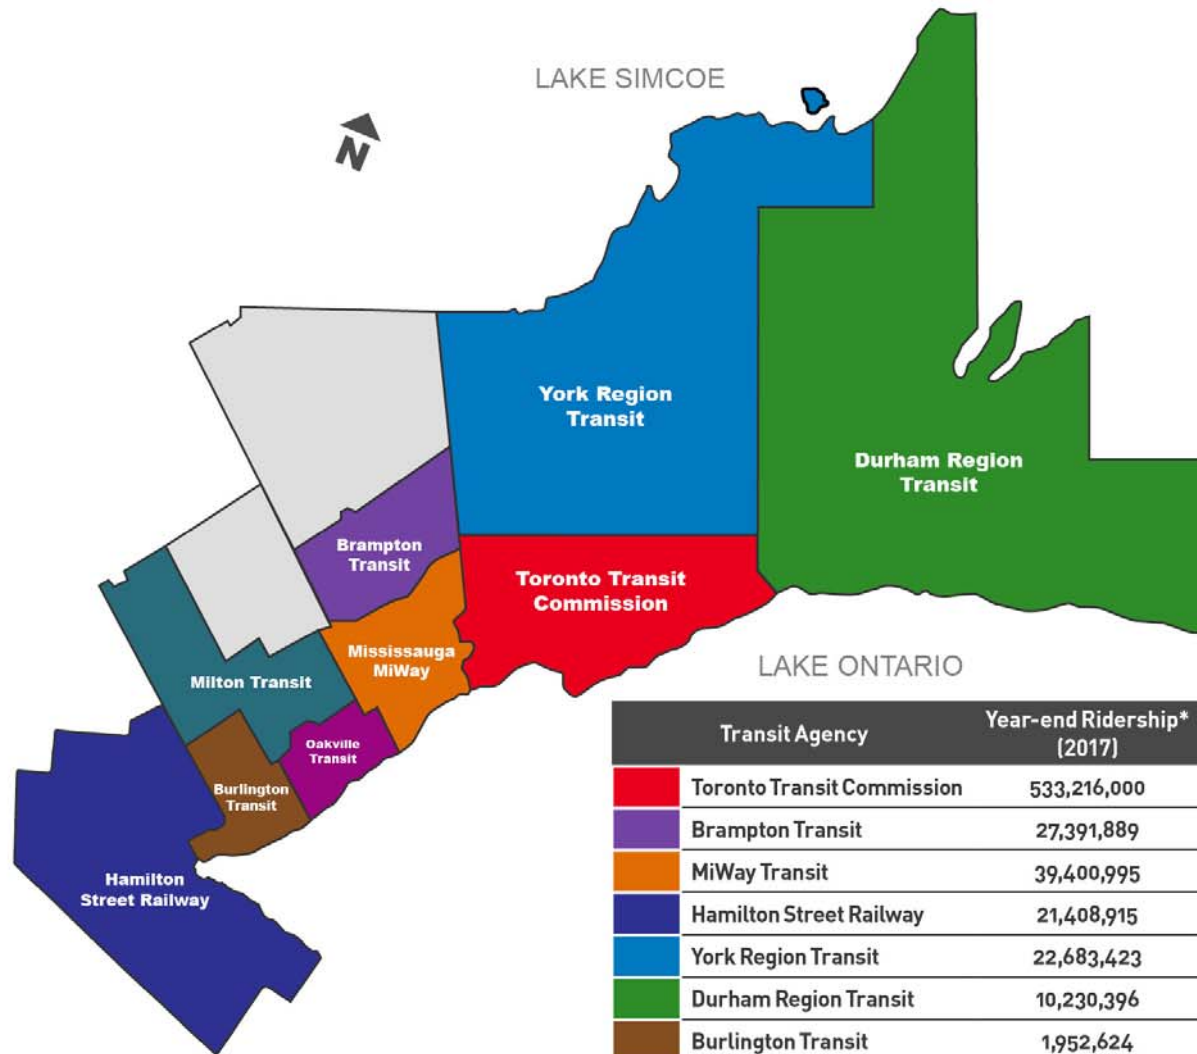 LAKE SIMCOE
N
York Region
Transit
Durham Region
Transit
Brampton
Transit
Toronto Transit
Commission
Mississauga
MiWay
Milton Transit
LAKE ONTARIO
Oakville
Transit
Burlington
Transit
Hamilton
Street Railway
Transit Agency
Year-end Ridership*
(2017)
Toronto Transit Commission 533,216,000
Brampton Transit 27,391,889
MiWay Transit 39,400,995
Hamilton Street Railway 21,408,915
York Region Transit 22,683,423
Durham Region Transit 10,230,396
Burlington Transit 1,952,624